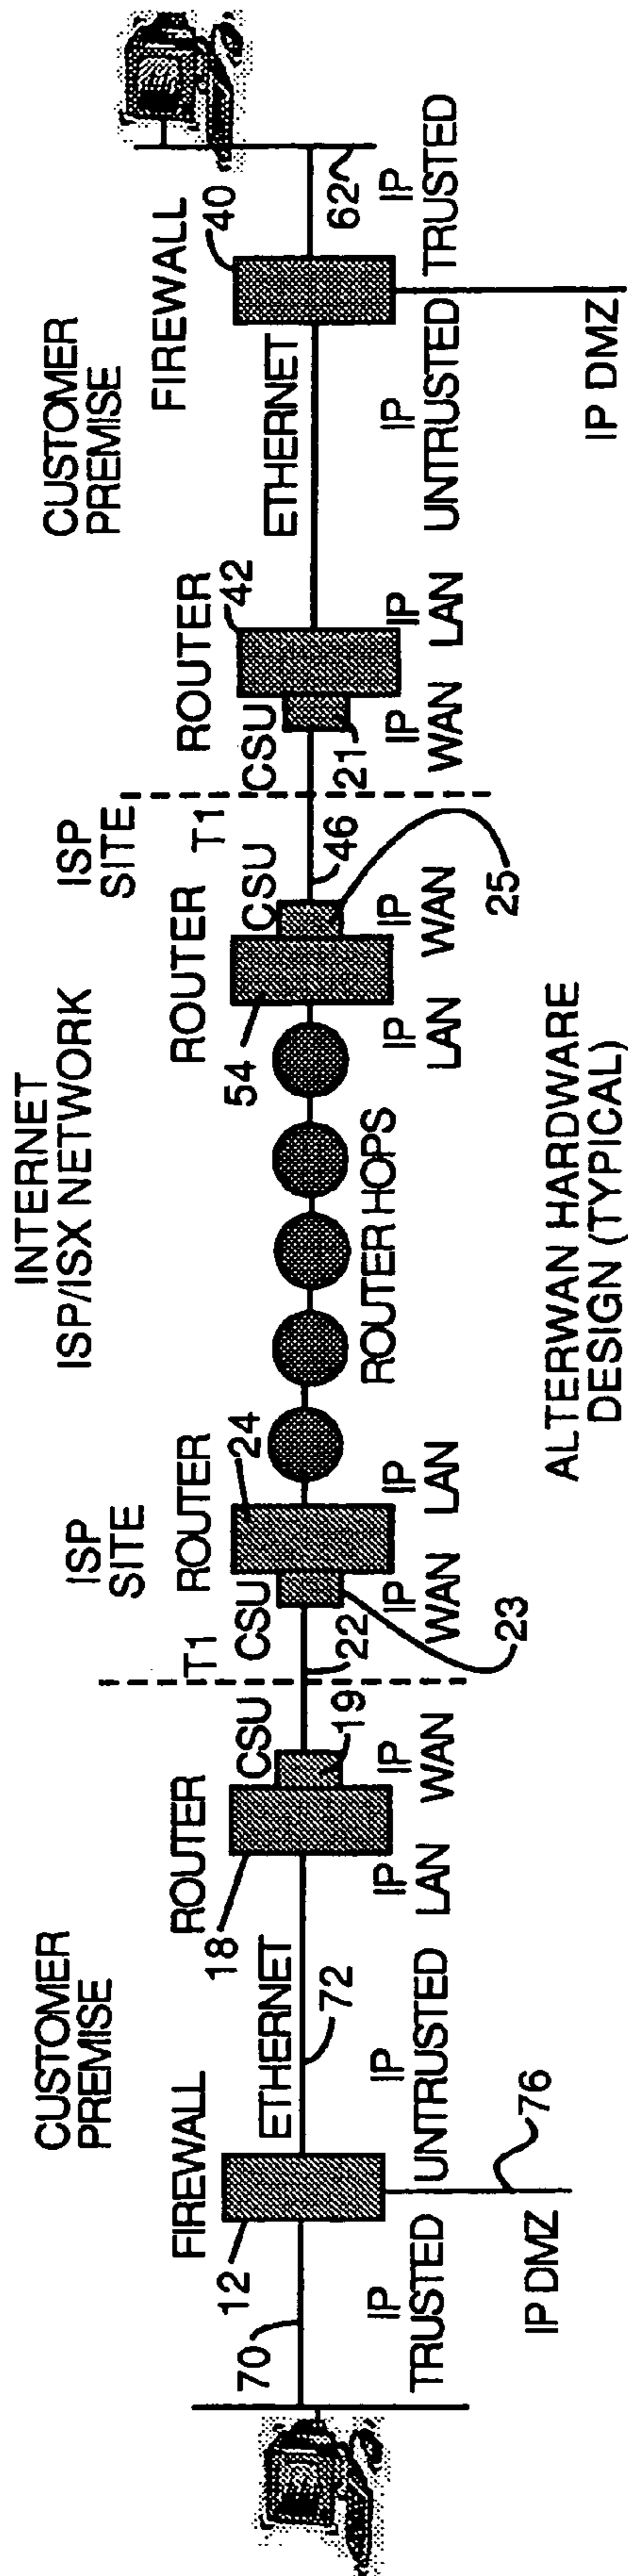 INTERNET
ISP/ISX NETWORK
CUSTOMER
PREMISE
ISP
SITE
ISP
SITE
CUSTOMER
PREMISE
FIREWALL
12
ROUTER
18
T1
ROUTER
24
ROUTER
54
T1
ROUTER
42
FIREWALL
40
70
ETHERNET
72
CSU
19
CSU
22
CSU
46
CSU
21
ETHERNET
62
ROUTER HOPS
IP
TRUSTED
IP
UNTRUSTED
IP
LAN
IP
WAN
IP
WAN
IP
LAN
IP
LAN
IP
WAN
IP
WAN
IP
LAN
IP
UNTRUSTED
IP
TRUSTED
76
23
25
IP DMZ
IP DMZ
ALTERWAN HARDWARE
DESIGN (TYPICAL)